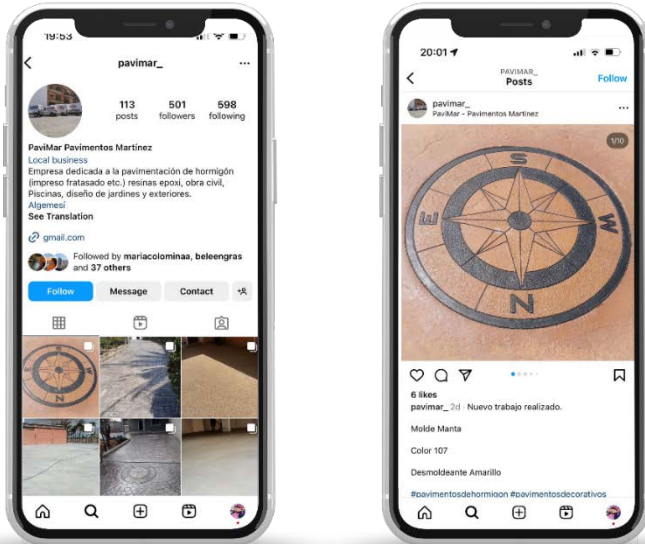 19:53
pavimar_
113 501 598
posts followers following
PaviMar Pavimentos Martinez
Local business
Empresa dedicada a la pavimentación de hormigón
(impreso fratasado etc.) resinas epoxi, obra civil,
Piscinas, diseño de jardines y exteriores.
Algemesí
See Translation
gmail.com
Followed by mariacolominaa, beleengras
and 37 others
Follow Message Contact
S
E W
N
20:01
PAVIMAR_
Posts Follow
pavimar_
PaviMar - Pavimentos Martínez
1/10
S
E W
N
6 likes
pavimar_ 2d · Nuevo trabajo realizado.
Molde Manta
Color 107
Desmoldeante Amarillo
#pavimentosdehormigon #pavimentosdecorativos